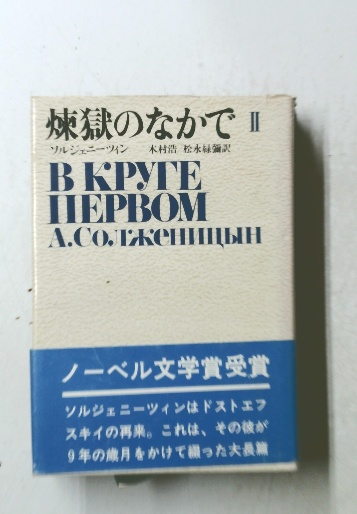 煉獄のなかで II
ソルジェニーツィン 木村浩 松永緑彌訳
В КРУГЕ
ПЕРВОМ
А.Солженицын
ノーベル文学賞受賞
ソルジェニーツィンはドストエフ
スキイの再来。これは、その彼が
9年の歳月をかけて綴った大長篇